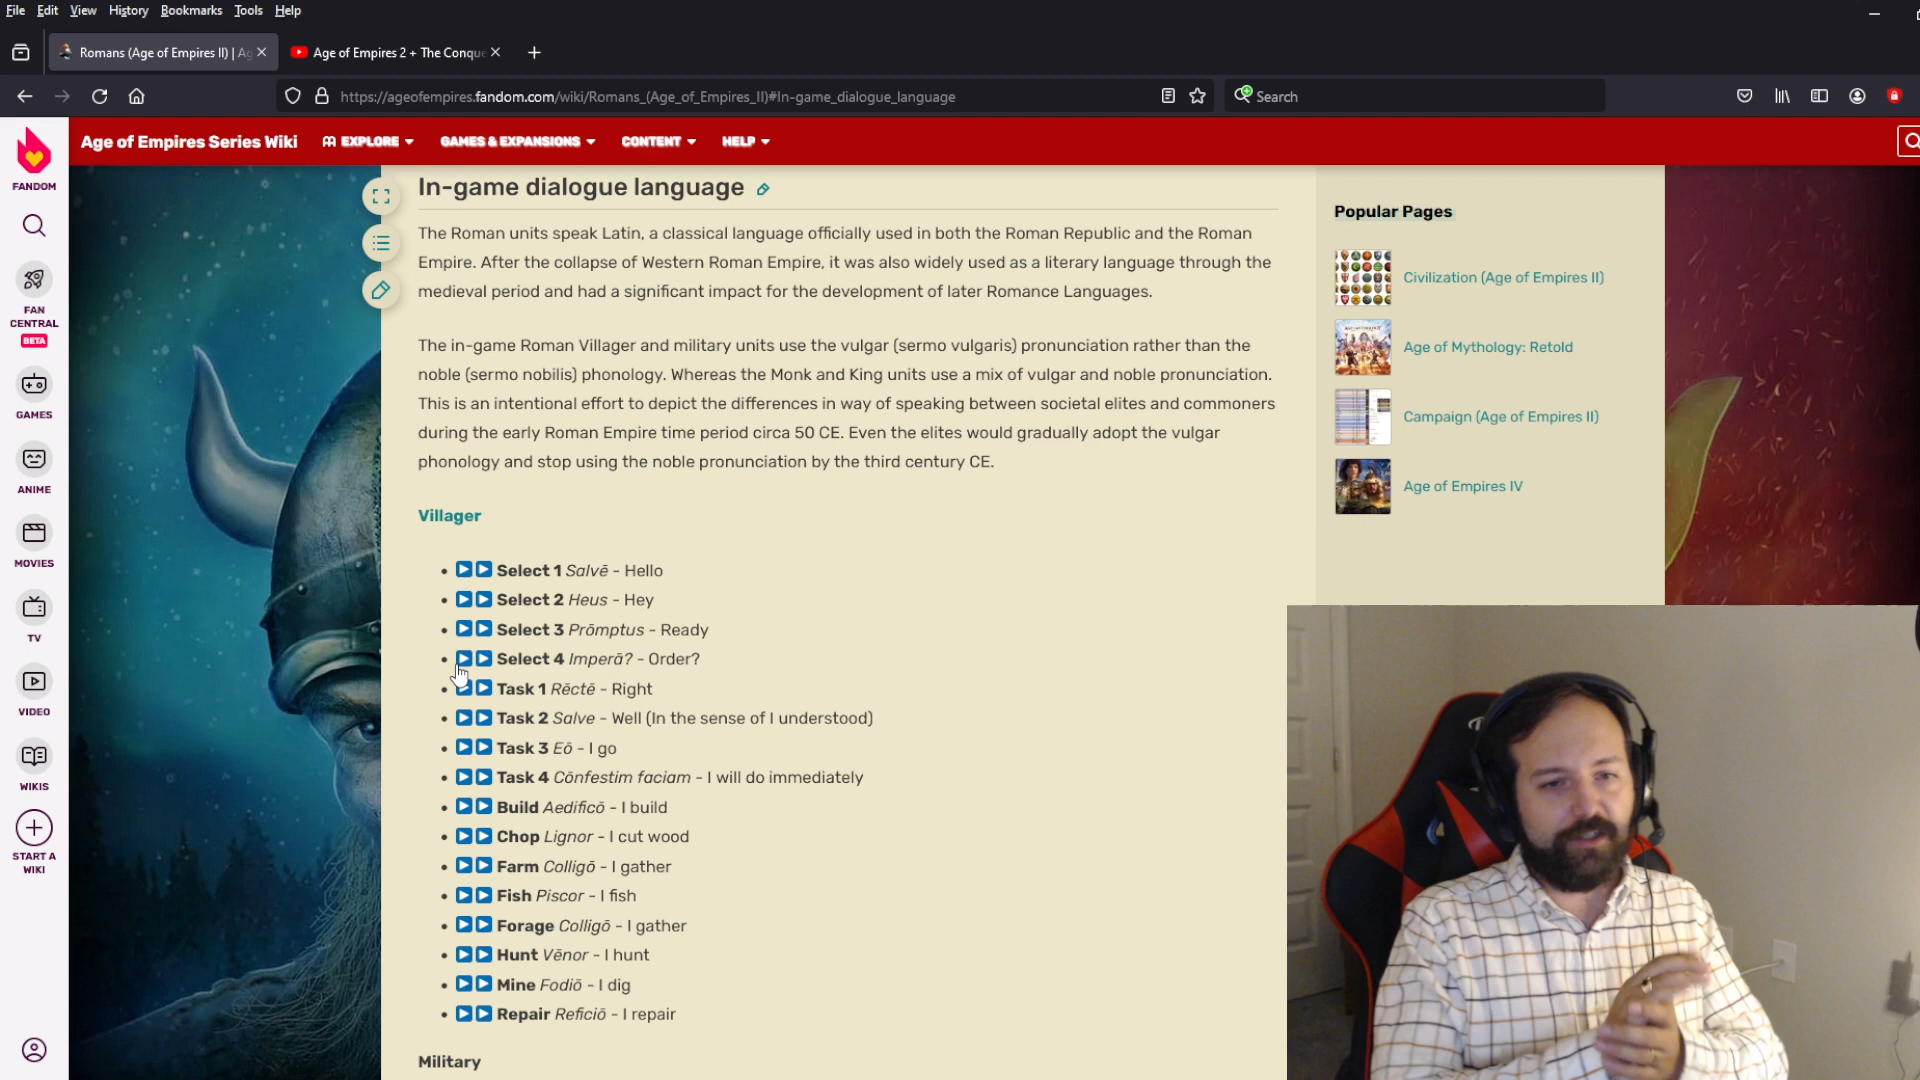 File Edit View History Bookmarks Tools Help
Romans (Age of Empires II) | Ag
Age of Empires 2 + The Conque
https://ageofempires.fandom.com/wiki/Romans_(Age_of_Empires_II)#In-game_dialogue_language
Search
Age of Empires Series Wiki
EXPLORE
GAMES & EXPANSIONS
CONTENT
HELP
FANDOM
FAN
CENTRAL
BETA
GAMES
ANIME
MOVIES
TV
VIDEO
WIKIS
START A
WIKI
In-game dialogue language
The Roman units speak Latin, a classical language officially used in both the Roman Republic and the Roman
Empire. After the collapse of Western Roman Empire, it was also widely used as a literary language through the
medieval period and had a significant impact for the development of later Romance Languages.
The in-game Roman Villager and military units use the vulgar (sermo vulgaris) pronunciation rather than the
noble (sermo nobilis) phonology. Whereas the Monk and King units use a mix of vulgar and noble pronunciation.
This is an intentional effort to depict the differences in way of speaking between societal elites and commoners
during the early Roman Empire time period circa 50 CE. Even the elites would gradually adopt the vulgar
phonology and stop using the noble pronunciation by the third century CE.
Villager
Select 1 Salvē - Hello
Select 2 Heus - Hey
Select 3 Prōmptus - Ready
Select 4 Imperā? - Order?
Task 1 Rēctē - Right
Task 2 Salve - Well (In the sense of I understood)
Task 3 Eō - I go
Task 4 Cōnfestim faciam - I will do immediately
Build Aedificō - I build
Chop Lignor - I cut wood
Farm Colligō - I gather
Fish Piscor - I fish
Forage Colligō - I gather
Hunt Vēnor - I hunt
Mine Fodiō - I dig
Repair Reficiō - I repair
Military
Popular Pages
Civilization (Age of Empires II)
Age of Mythology: Retold
Campaign (Age of Empires II)
Age of Empires IV